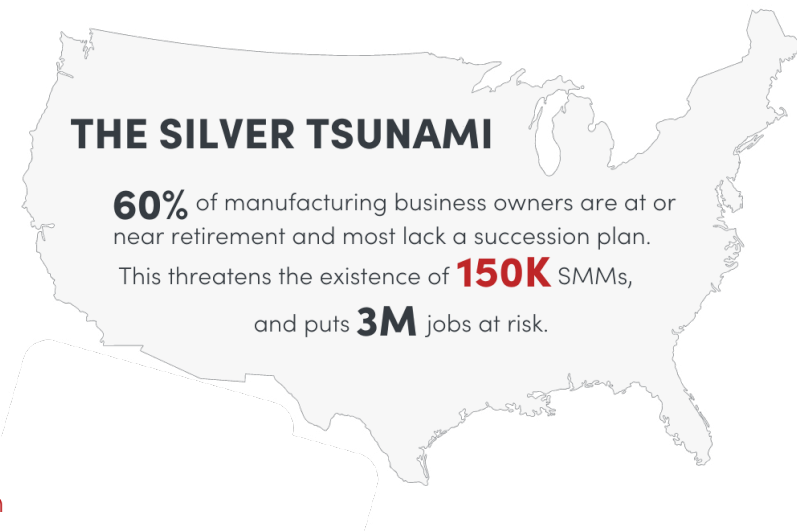 THE SILVER TSUNAMI
60% of manufacturing business owners are at or
near retirement and most lack a succession plan.
This threatens the existence of 150K SMMs,
and puts 3M jobs at risk.